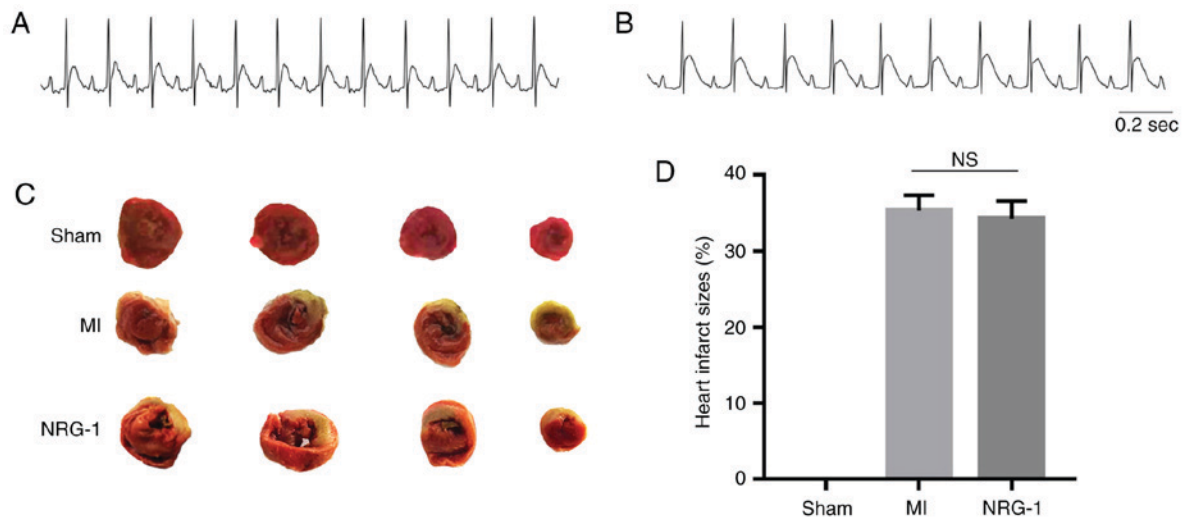 A
B
0.2 sec
C
Sham
MI
NRG-1
D
NS
Heart infarct sizes (%)
40
30
20
10
0
Sham
MI
NRG-1